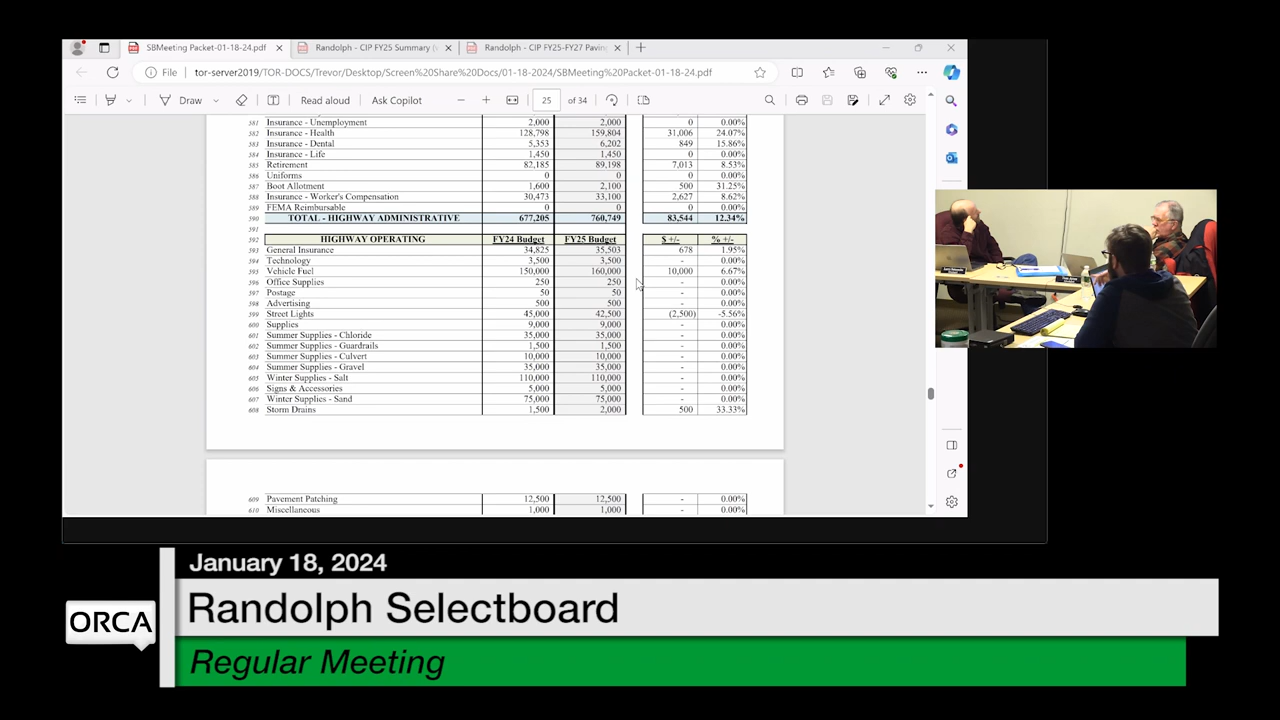 SBMeeting Packet-01-18-24.pdf
Randolph - CIP FY25 Summary (
Randolph - CIP FY25-FY27 Pavin
File
tor-server2019/TOR-DOCS/Trevor/Desktop/Screen%20Share%20Docs/01-18-2024/SBMeeting%20Packet-01-18-24.pdf
Draw
Read aloud
Ask Copilot
25 of 34
581 Insurance - Unemployment 2,000 2,000 0 0.00%
582 Insurance - Health 128,798 159,804 31,006 24.07%
583 Insurance - Dental 5,353 6,202 849 15.86%
584 Insurance - Life 1,450 1,450 0 0.00%
585 Retirement 82,185 89,198 7,013 8.53%
586 Uniforms 0 0 0 0.00%
587 Boot Allotment 1,600 2,100 500 31.25%
588 Insurance - Worker's Compensation 30,473 33,100 2,627 8.62%
589 FEMA Reimbursable 0 0 0 0.00%
590 TOTAL - HIGHWAY ADMINISTRATIVE 677,205 760,749 83,544 12.34%
591
592 HIGHWAY OPERATING FY24 Budget FY25 Budget $ +/- % +/-
593 General Insurance 34,825 35,503 678 1.95%
594 Technology 3,500 3,500 - 0.00%
595 Vehicle Fuel 150,000 160,000 10,000 6.67%
596 Office Supplies 250 250 - 0.00%
597 Postage 50 50 - 0.00%
598 Advertising 500 500 - 0.00%
599 Street Lights 45,000 42,500 (2,500) -5.56%
600 Supplies 9,000 9,000 - 0.00%
601 Summer Supplies - Chloride 35,000 35,000 - 0.00%
602 Summer Supplies - Guardrails 1,500 1,500 - 0.00%
603 Summer Supplies - Culvert 10,000 10,000 - 0.00%
604 Summer Supplies - Gravel 35,000 35,000 - 0.00%
605 Winter Supplies - Salt 110,000 110,000 - 0.00%
606 Signs & Accessories 5,000 5,000 - 0.00%
607 Winter Supplies - Sand 75,000 75,000 - 0.00%
608 Storm Drains 1,500 2,000 500 33.33%
609 Pavement Patching 12,500 12,500 - 0.00%
610 Miscellaneous 1,000 1,000 - 0.00%
January 18, 2024
ORCA
Randolph Selectboard
Regular Meeting